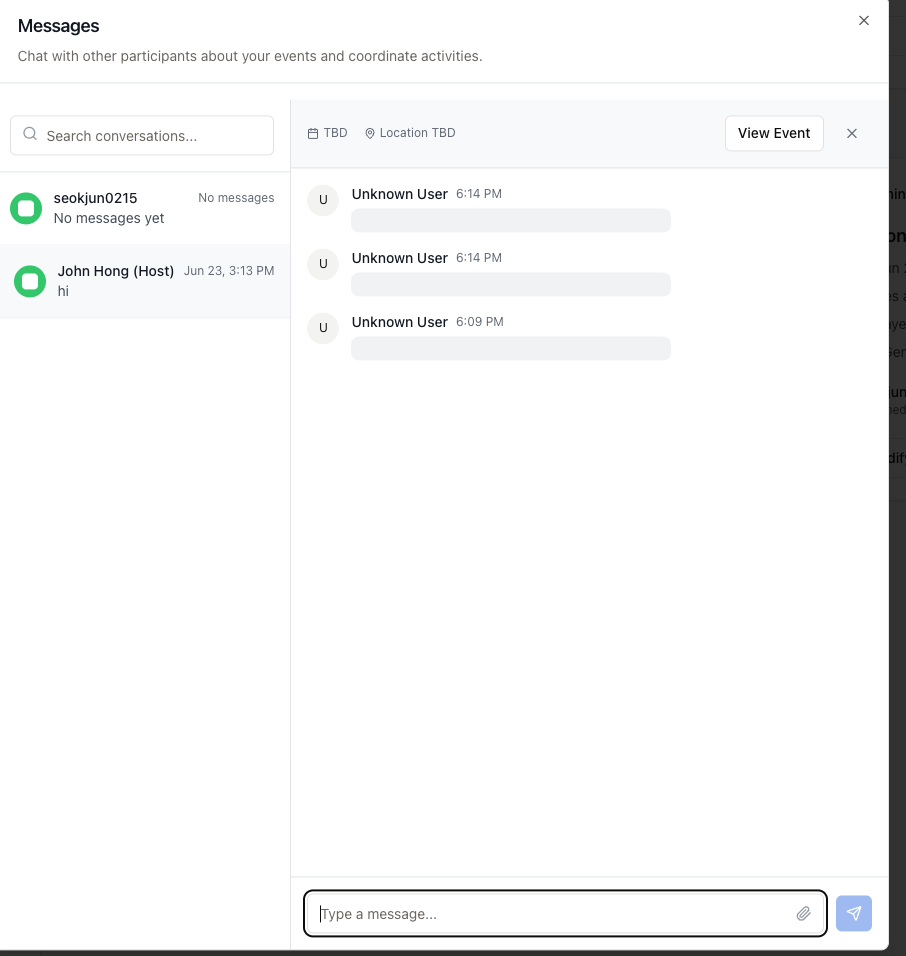 Messages
Chat with other participants about your events and coordinate activities.
Search conversations...
seokjun0215 No messages
No messages yet
John Hong (Host) Jun 23, 3:13 PM
hi
TBD Location TBD View Event
U Unknown User 6:14 PM
U Unknown User 6:14 PM
U Unknown User 6:09 PM
Type a message...